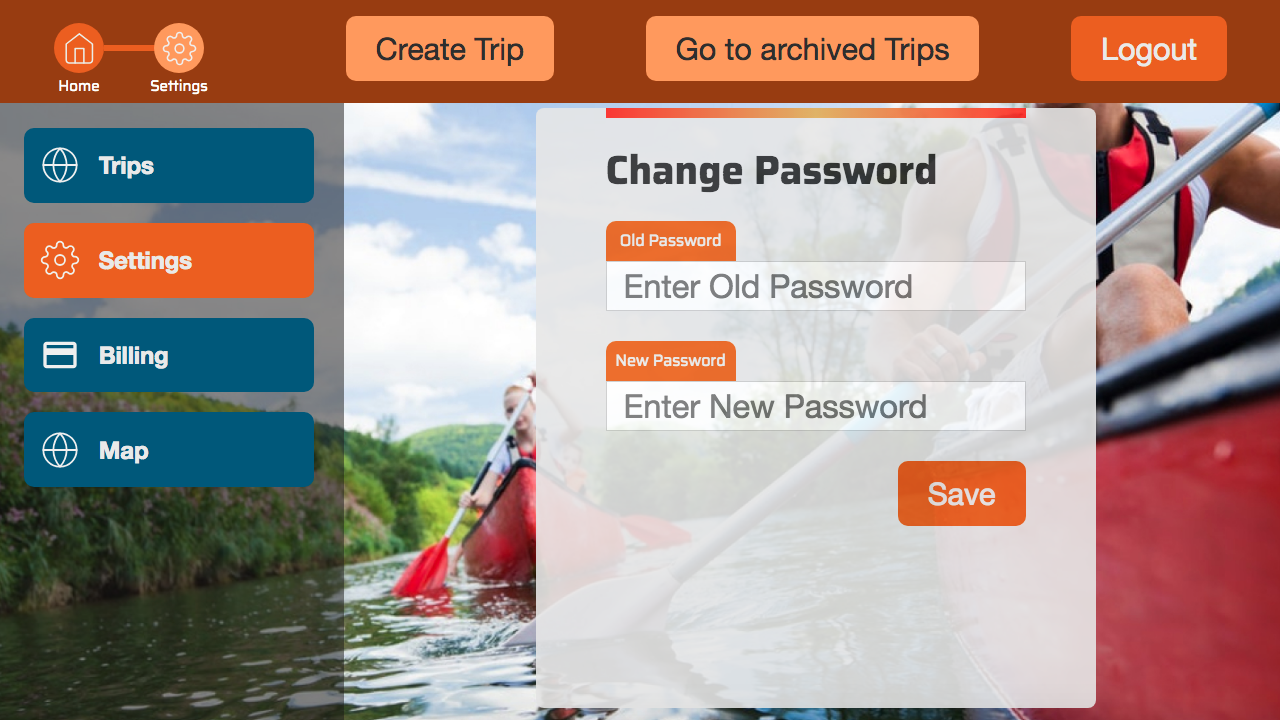 Home
Settings
Create Trip
Go to archived Trips
Logout
Trips
Settings
Billing
Map
Change Password
Old Password
Enter Old Password
New Password
Enter New Password
Save